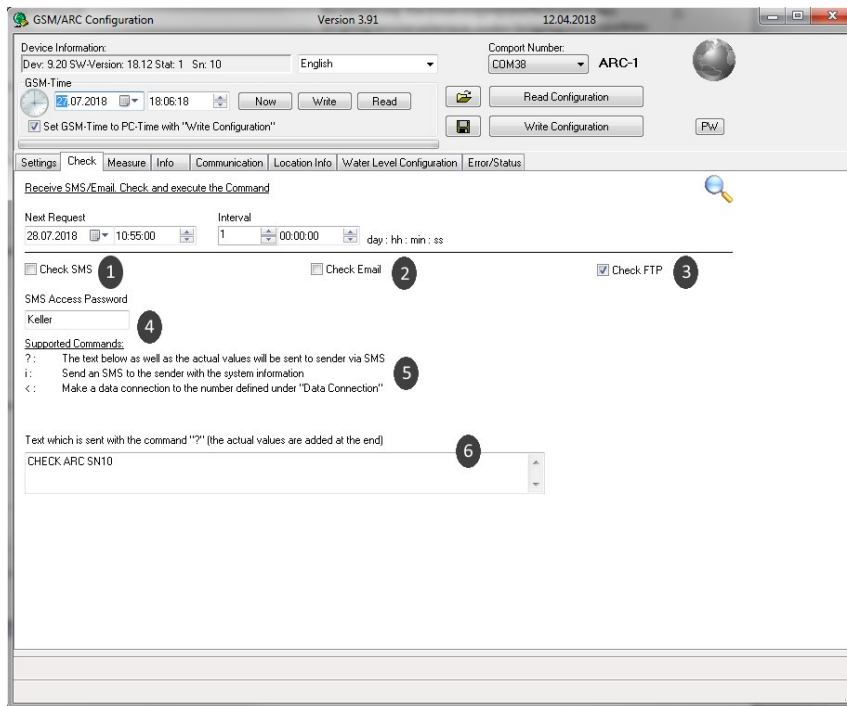 GSM/ARC Configuration Version 3.91 12.04.2018
Device Information:
Dev: 9.20 SW-Version: 18.12 Stat: 1 Sn: 10
English
Comport Number:
COM38
ARC-1
GSM-Time
27.07.2018 18:06:18 Now Write Read
Set GSM-Time to PC-Time with "Write Configuration"
Read Configuration
Write Configuration
PW
Settings Check Measure Info Communication Location Info Water Level Configuration Error/Status
Receive SMS/Email. Check and execute the Command
Next Request Interval
28.07.2018 10:55:00 1 00:00:00 day : hh : min : ss
Check SMS 1 Check Email 2 Check FTP 3
SMS Access Password
Keller 4
Supported Commands:
? : The text below as well as the actual values will be sent to sender via SMS
i : Send an SMS to the sender with the system information 5
< : Make a data connection to the number defined under "Data Connection"
Text which is sent with the command "?" (the actual values are added at the end) 6
CHECK ARC SN10